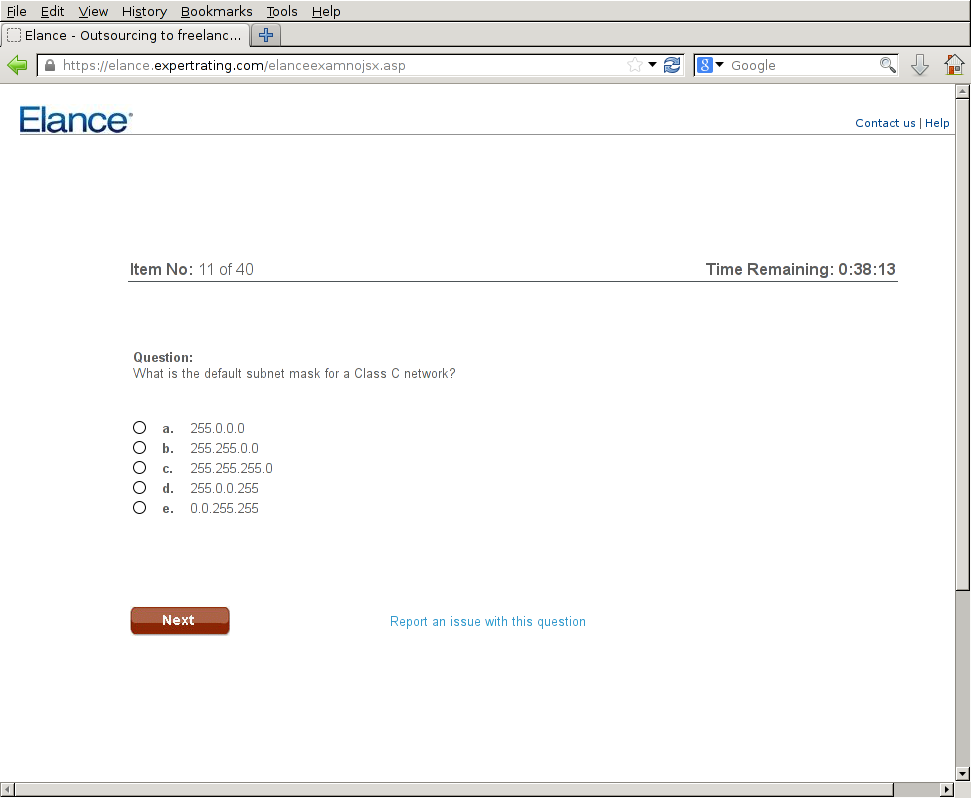 File Edit View History Bookmarks Tools Help
Elance - Outsourcing to freelanc...
https://elance.expertrating.com/elanceexamnojsx.asp
8 Google
Elance
Contact us | Help
Item No: 11 of 40 Time Remaining: 0:38:13
Question:
What is the default subnet mask for a Class C network?
a. 255.0.0.0
b. 255.255.0.0
c. 255.255.255.0
d. 255.0.0.255
e. 0.0.255.255
Next Report an issue with this question